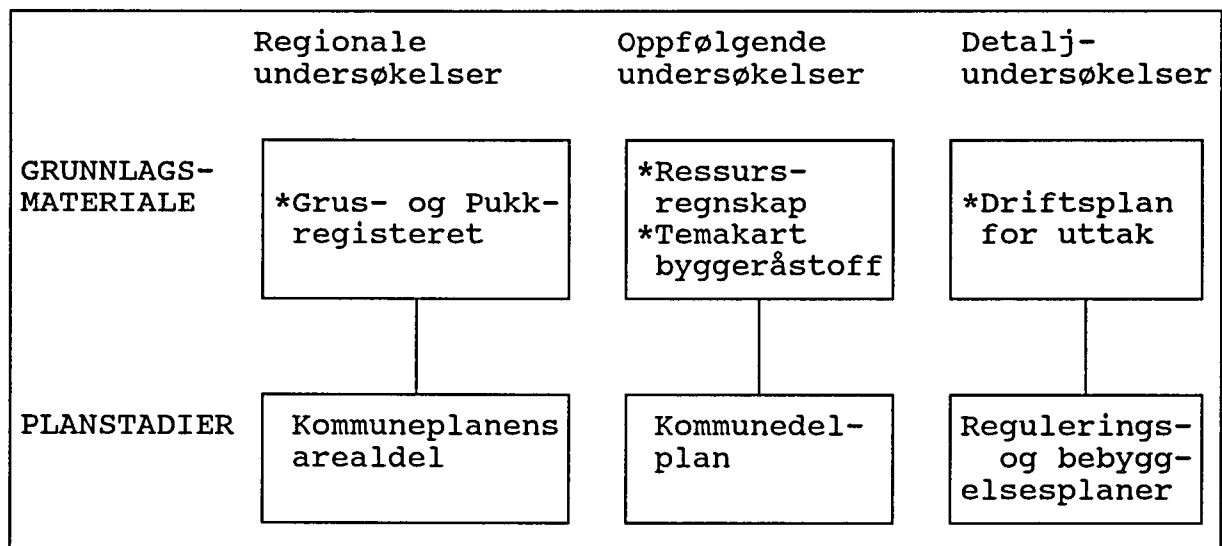 Regionale
undersøkelser
Oppfølgende
undersøkelser
Detalj-
undersøkelser
GRUNNLAGS-
MATERIALE
*Grus- og Pukk-
registeret
*Ressurs-
regnskap
*Temakart
byggeråstoff
*Driftsplan
for uttak
PLANSTADIER
Kommuneplanens
arealdel
Kommunedel-
plan
Regulerings-
og bebygg-
elsesplaner